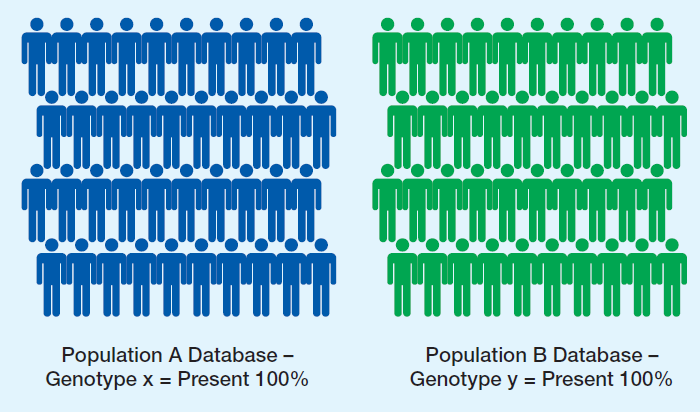 Population A Database –
Genotype x = Present 100%
Population B Database –
Genotype y = Present 100%